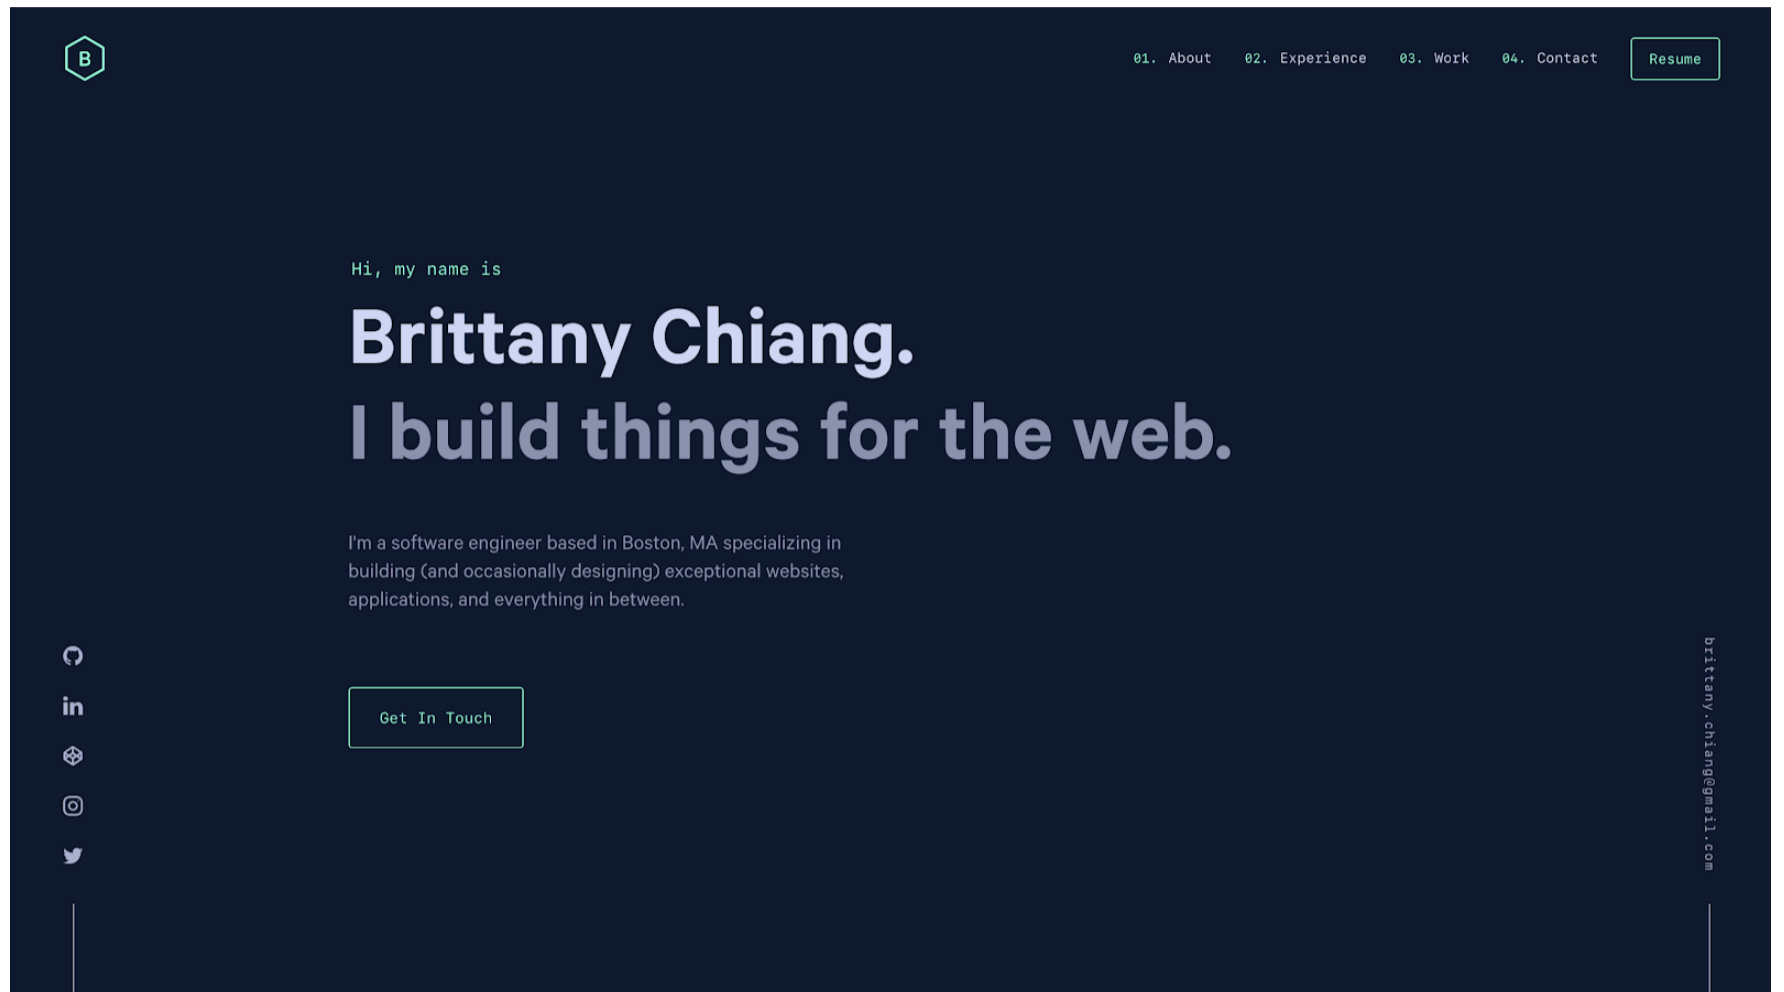 B
01. About 02. Experience 03. Work 04. Contact Resume
Hi, my name is
Brittany Chiang.
I build things for the web.
I'm a software engineer based in Boston, MA specializing in
building (and occasionally designing) exceptional websites,
applications, and everything in between.
Get In Touch
in
brittany.chiang@gmail.com